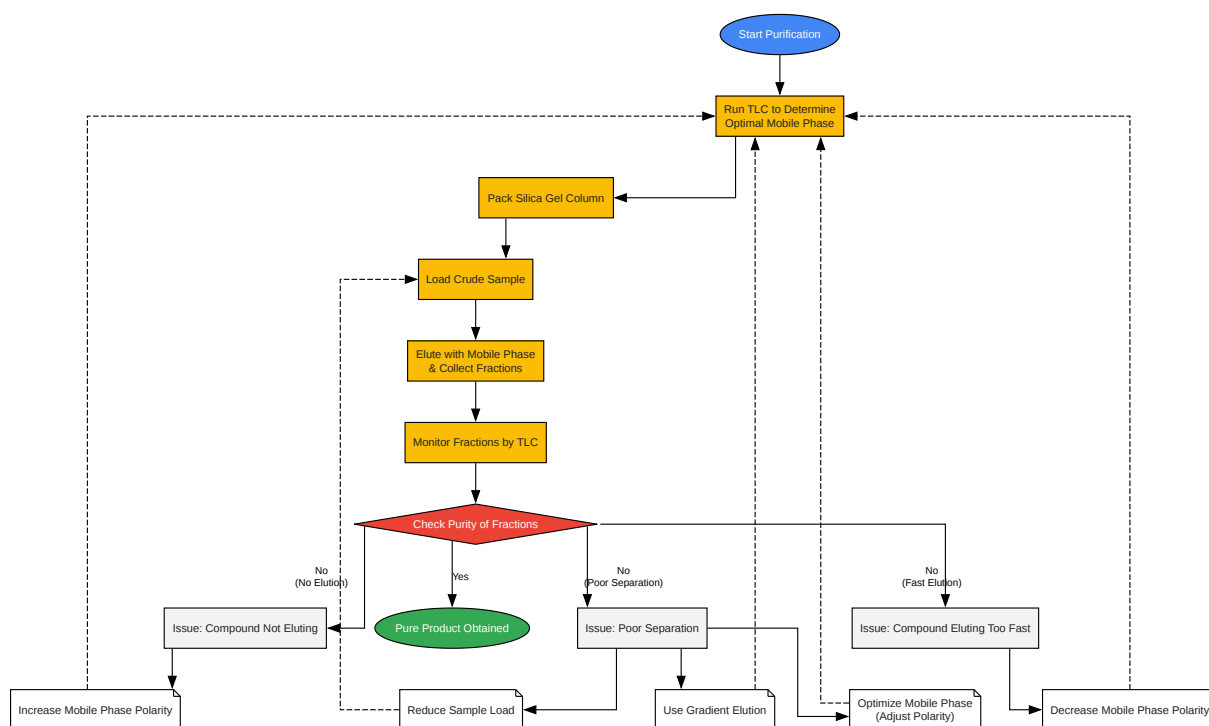 Start Purification
Run TLC to Determine
Optimal Mobile Phase
Pack Silica Gel Column
Load Crude Sample
Elute with Mobile Phase
& Collect Fractions
Monitor Fractions by TLC
Check Purity of Fractions
No
(No Elution)
Yes
No
(Poor Separation)
No
(Fast Elution)
Issue: Compound Not Eluting
Pure Product Obtained
Issue: Poor Separation
Issue: Compound Eluting Too Fast
Increase Mobile Phase Polarity
Reduce Sample Load
Use Gradient Elution
Optimize Mobile Phase
(Adjust Polarity)
Decrease Mobile Phase Polarity